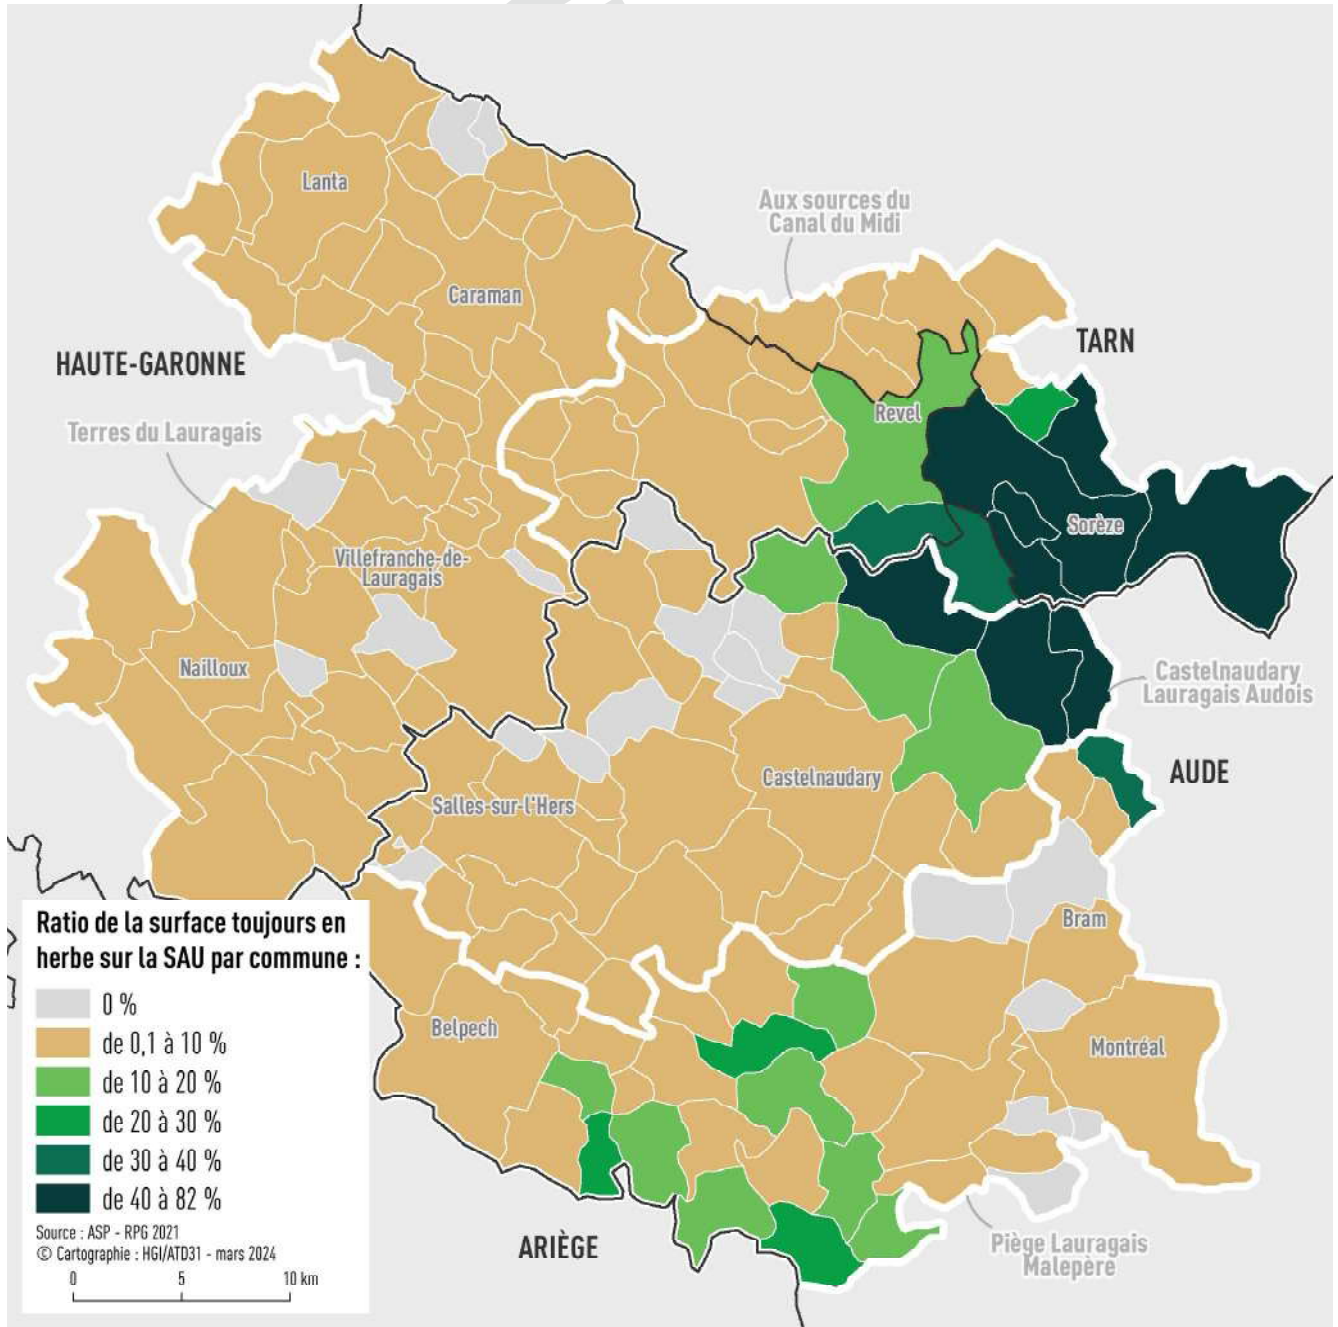 Lanta
Aux sources du
Canal du Midi
Caraman
TARN
HAUTE-GARONNE
Revel
Terres du Lauragais
Sorèze
Villefranche-de-
Lauragais
Nailloux
Castelnaudary
Lauragais Audois
AUDE
Castelnaudary
Salles-sur-l'Hers
Bram
Belpech
Montréal
ARIÈGE
Piège Lauragais
Malepère
Ratio de la surface toujours en
herbe sur la SAU par commune :
0 %
de 0,1 à 10 %
de 10 à 20 %
de 20 à 30 %
de 30 à 40 %
de 40 à 82 %
Source : ASP - RPG 2021
© Cartographie : HGI/ATD31 - mars 2024
0 5 10 km